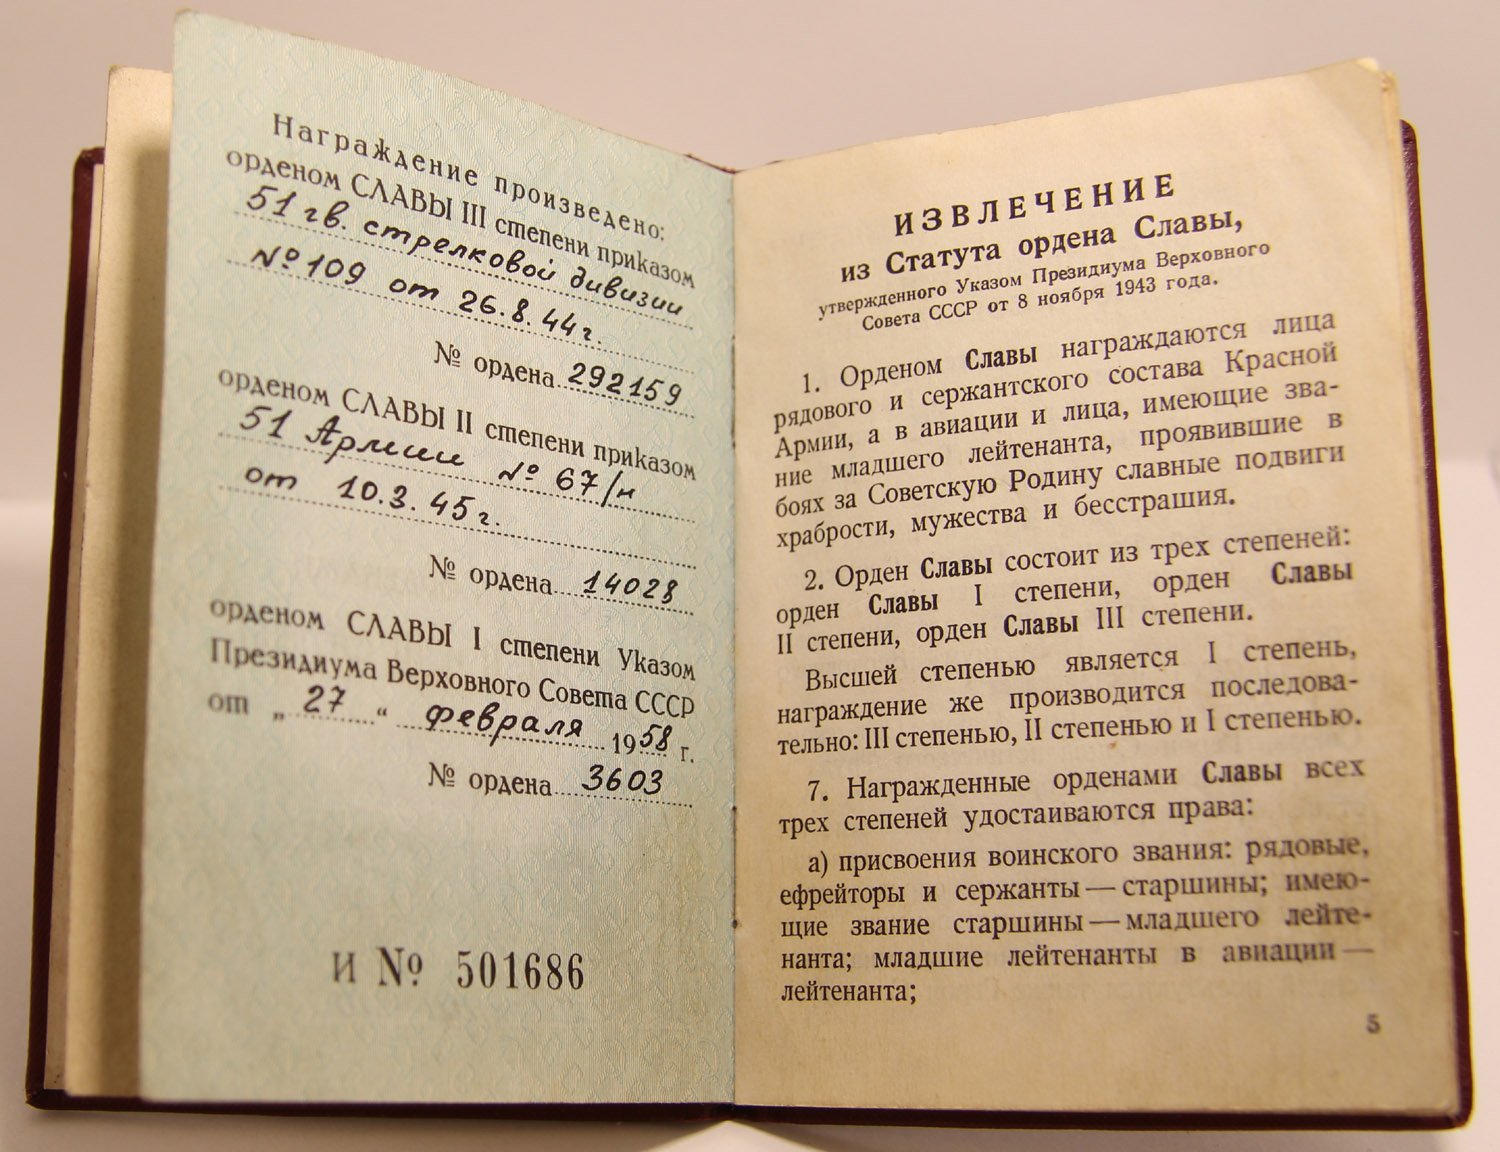 Награждение произведено:
орденом СЛАВЫ III степени приказом
51 гв. стрелковой дивизии
№ 109 от 26.8.44г.
№ ордена 292159
орденом СЛАВЫ II степени приказом
51 Армии № 67/н
от 10.3.45г.
№ ордена 14028
орденом СЛАВЫ I степени Указом
Президиума Верховного Совета СССР
от „ 27 “ февраля 1958 г.
№ ордена 3603
И № 501686
ИЗВЛЕЧЕНИЕ
из Статута ордена Славы,
утвержденного Указом Президиума Верховного
Совета СССР от 8 ноября 1943 года.
1. Орденом Славы награждаются лица
рядового и сержантского состава Красной
Армии, а в авиации и лица, имеющие зва-
ние младшего лейтенанта, проявившие в
боях за Советскую Родину славные подвиги
храбрости, мужества и бесстрашия.
2. Орден Славы состоит из трех степеней:
орден Славы I степени, орден Славы
II степени, орден Славы III степени.
Высшей степенью является I степень,
награждение же производится последова-
тельно: III степенью, II степенью и I степенью.
7. Награжденные орденами Славы всех
трех степеней удостаиваются права:
а) присвоения воинского звания: рядовые,
ефрейторы и сержанты — старшины; имею-
щие звание старшины — младшего лейте-
нанта; младшие лейтенанты в авиации —
лейтенанта;
5